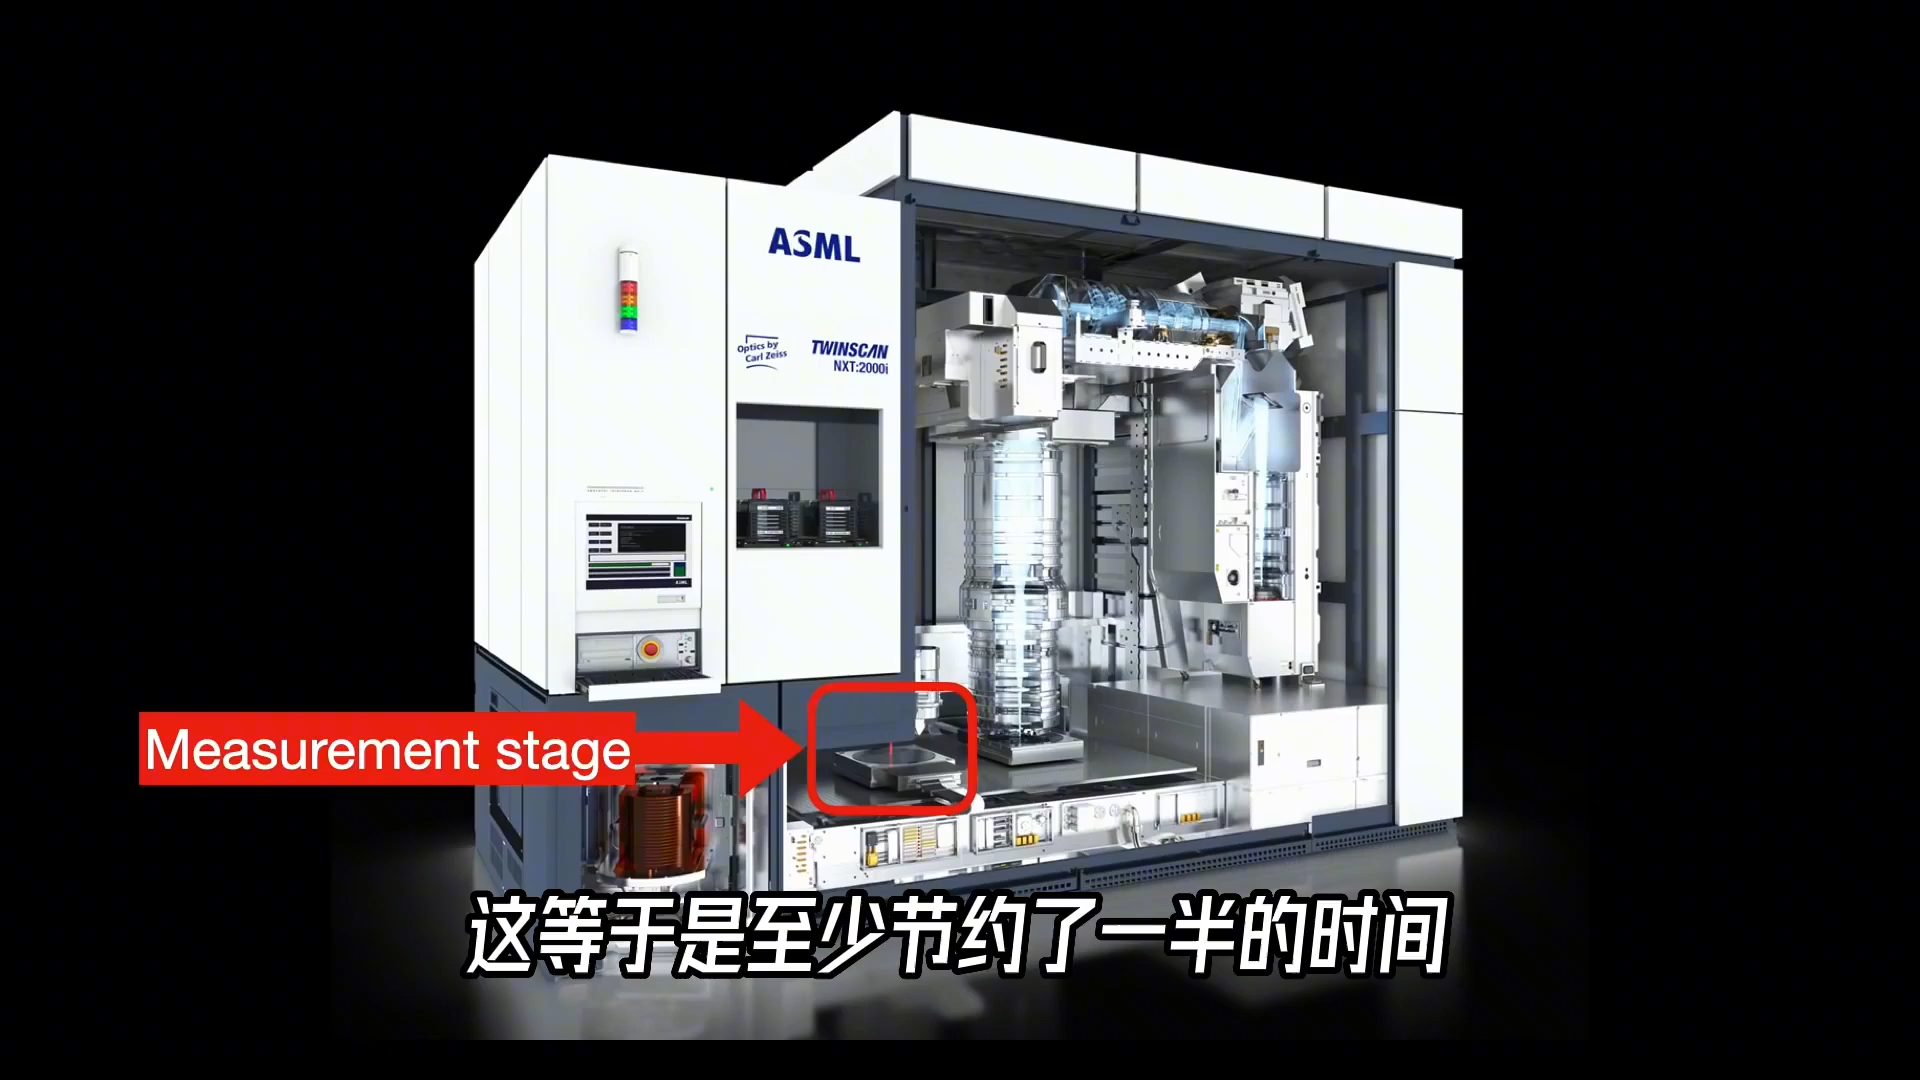 ASML
Optics by
Carl Zeiss
TWINSCAN
NXT:2000i
ASML
Measurement stage
这等于是至少节约了一半的时间